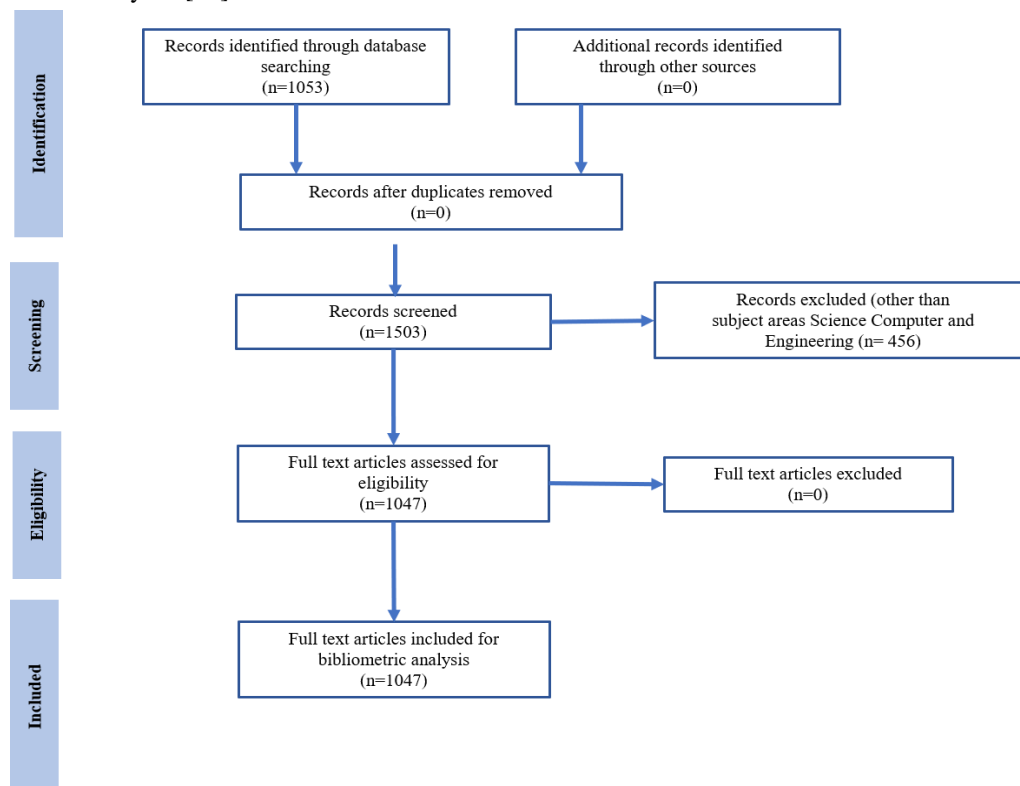 Identification
Records identified through database
searching
(n=1053)
Additional records identified
through other sources
(n=0)
Records after duplicates removed
(n=0)
Screening
Records screened
(n=1503)
Records excluded (other than
subject areas Science Computer and
Engineering (n= 456)
Eligibility
Full text articles assessed for
eligibility
(n=1047)
Full text articles excluded
(n=0)
Included
Full text articles included for
bibliometric analysis
(n=1047)